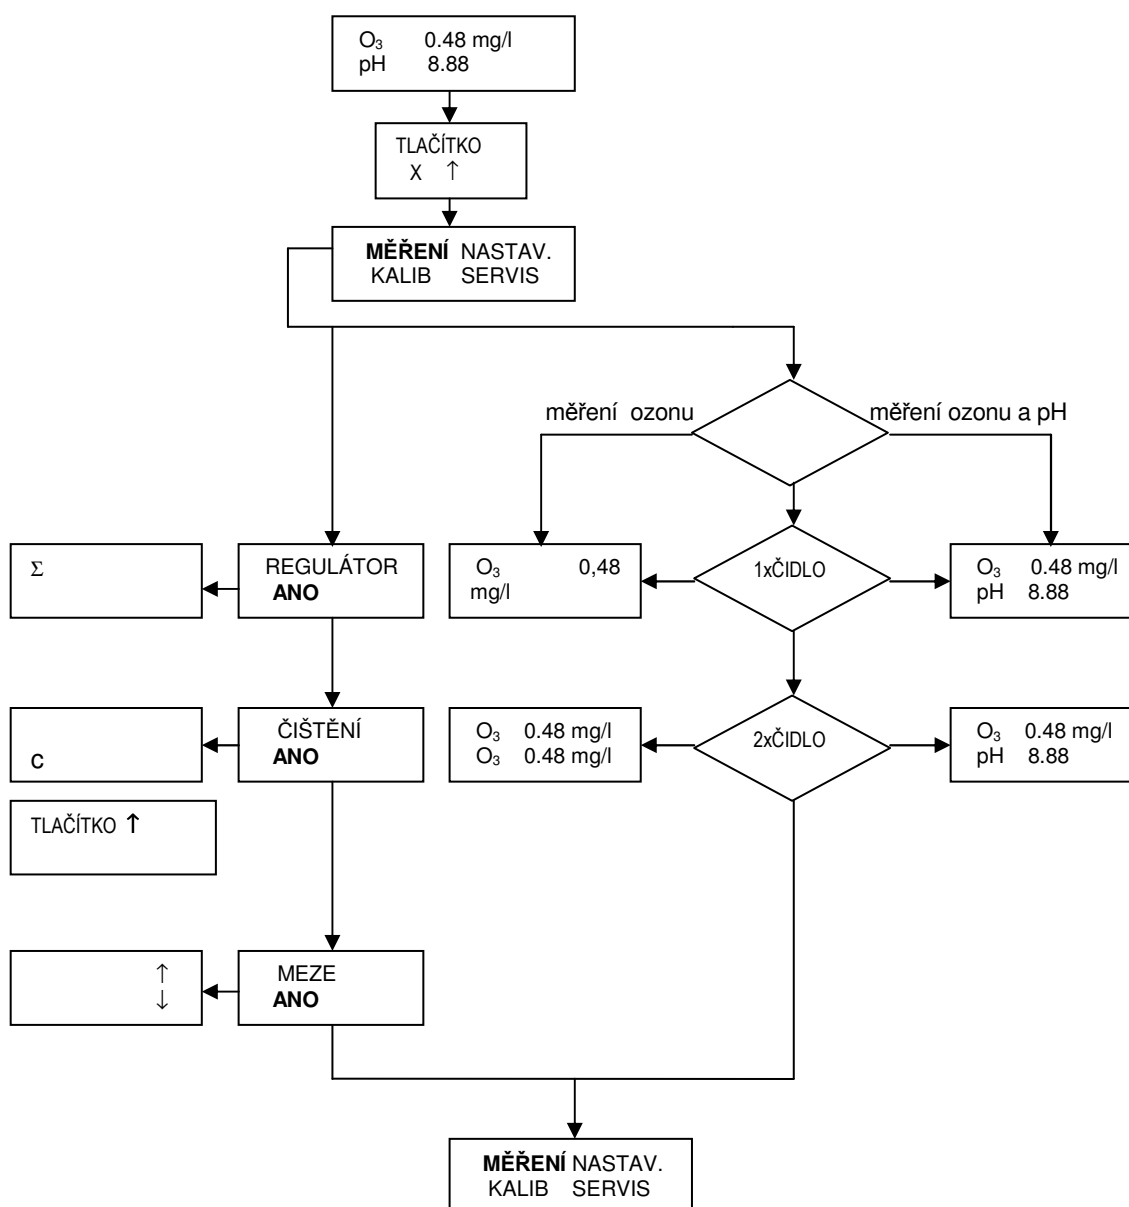 O₃ 0.48 mg/l
pH 8.88
TLAČÍTKO
X ↑
MĚŘENÍ NASTAV.
KALIB SERVIS
měření ozonu
měření ozonu a pH
Σ
REGULÁTOR
ANO
O₃ 0,48
mg/l
1xČIDLO
O₃ 0.48 mg/l
pH 8.88
C
ČIŠTĚNÍ
ANO
O₃ 0.48 mg/l
O₃ 0.48 mg/l
2xČIDLO
O₃ 0.48 mg/l
pH 8.88
TLAČÍTKO ↑
↑
↓
MEZE
ANO
MĚŘENÍ NASTAV.
KALIB SERVIS